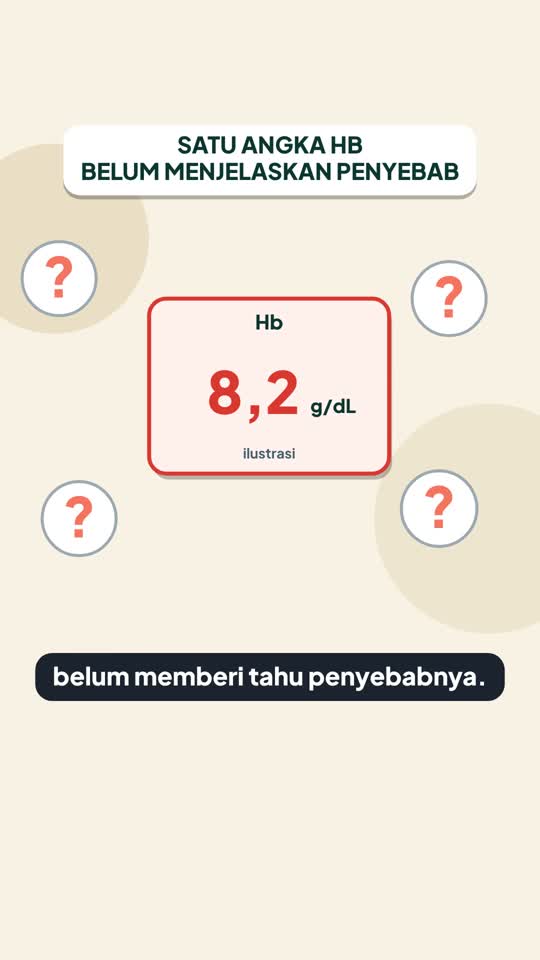 SATU ANGKA HB
BELUM MENJELASKAN PENYEBAB
?
?
Hb
8,2 g/dL
ilustrasi
?
?
belum memberi tahu penyebabnya.